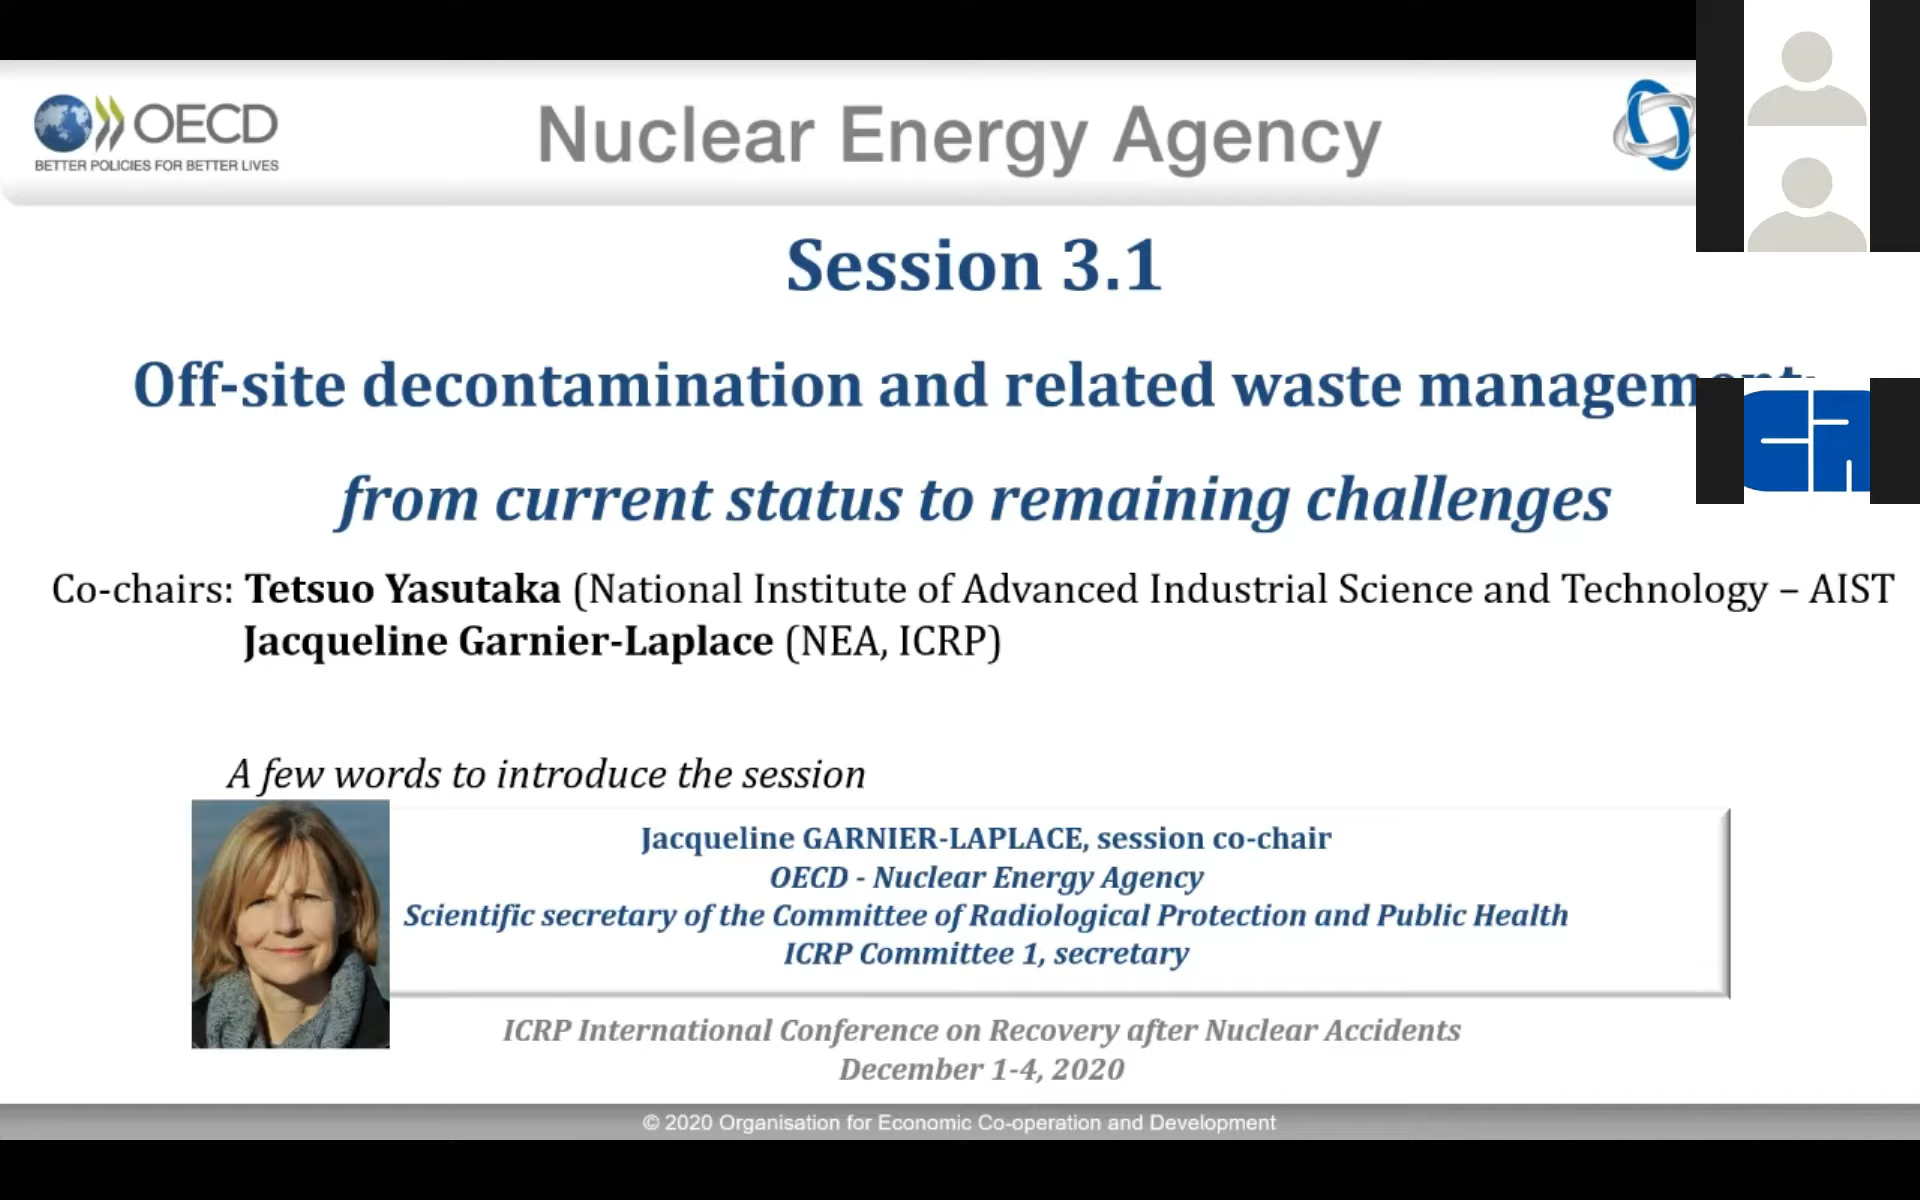 OECD
BETTER POLICIES FOR BETTER LIVES
Nuclear Energy Agency
Session 3.1
Off-site decontamination and related waste management:
from current status to remaining challenges
Co-chairs: Tetsuo Yasutaka (National Institute of Advanced Industrial Science and Technology – AIST
Jacqueline Garnier-Laplace (NEA, ICRP)
A few words to introduce the session
Jacqueline GARNIER-LAPLACE, session co-chair
OECD - Nuclear Energy Agency
Scientific secretary of the Committee of Radiological Protection and Public Health
ICRP Committee 1, secretary
ICRP International Conference on Recovery after Nuclear Accidents
December 1-4, 2020
© 2020 Organisation for Economic Co-operation and Development